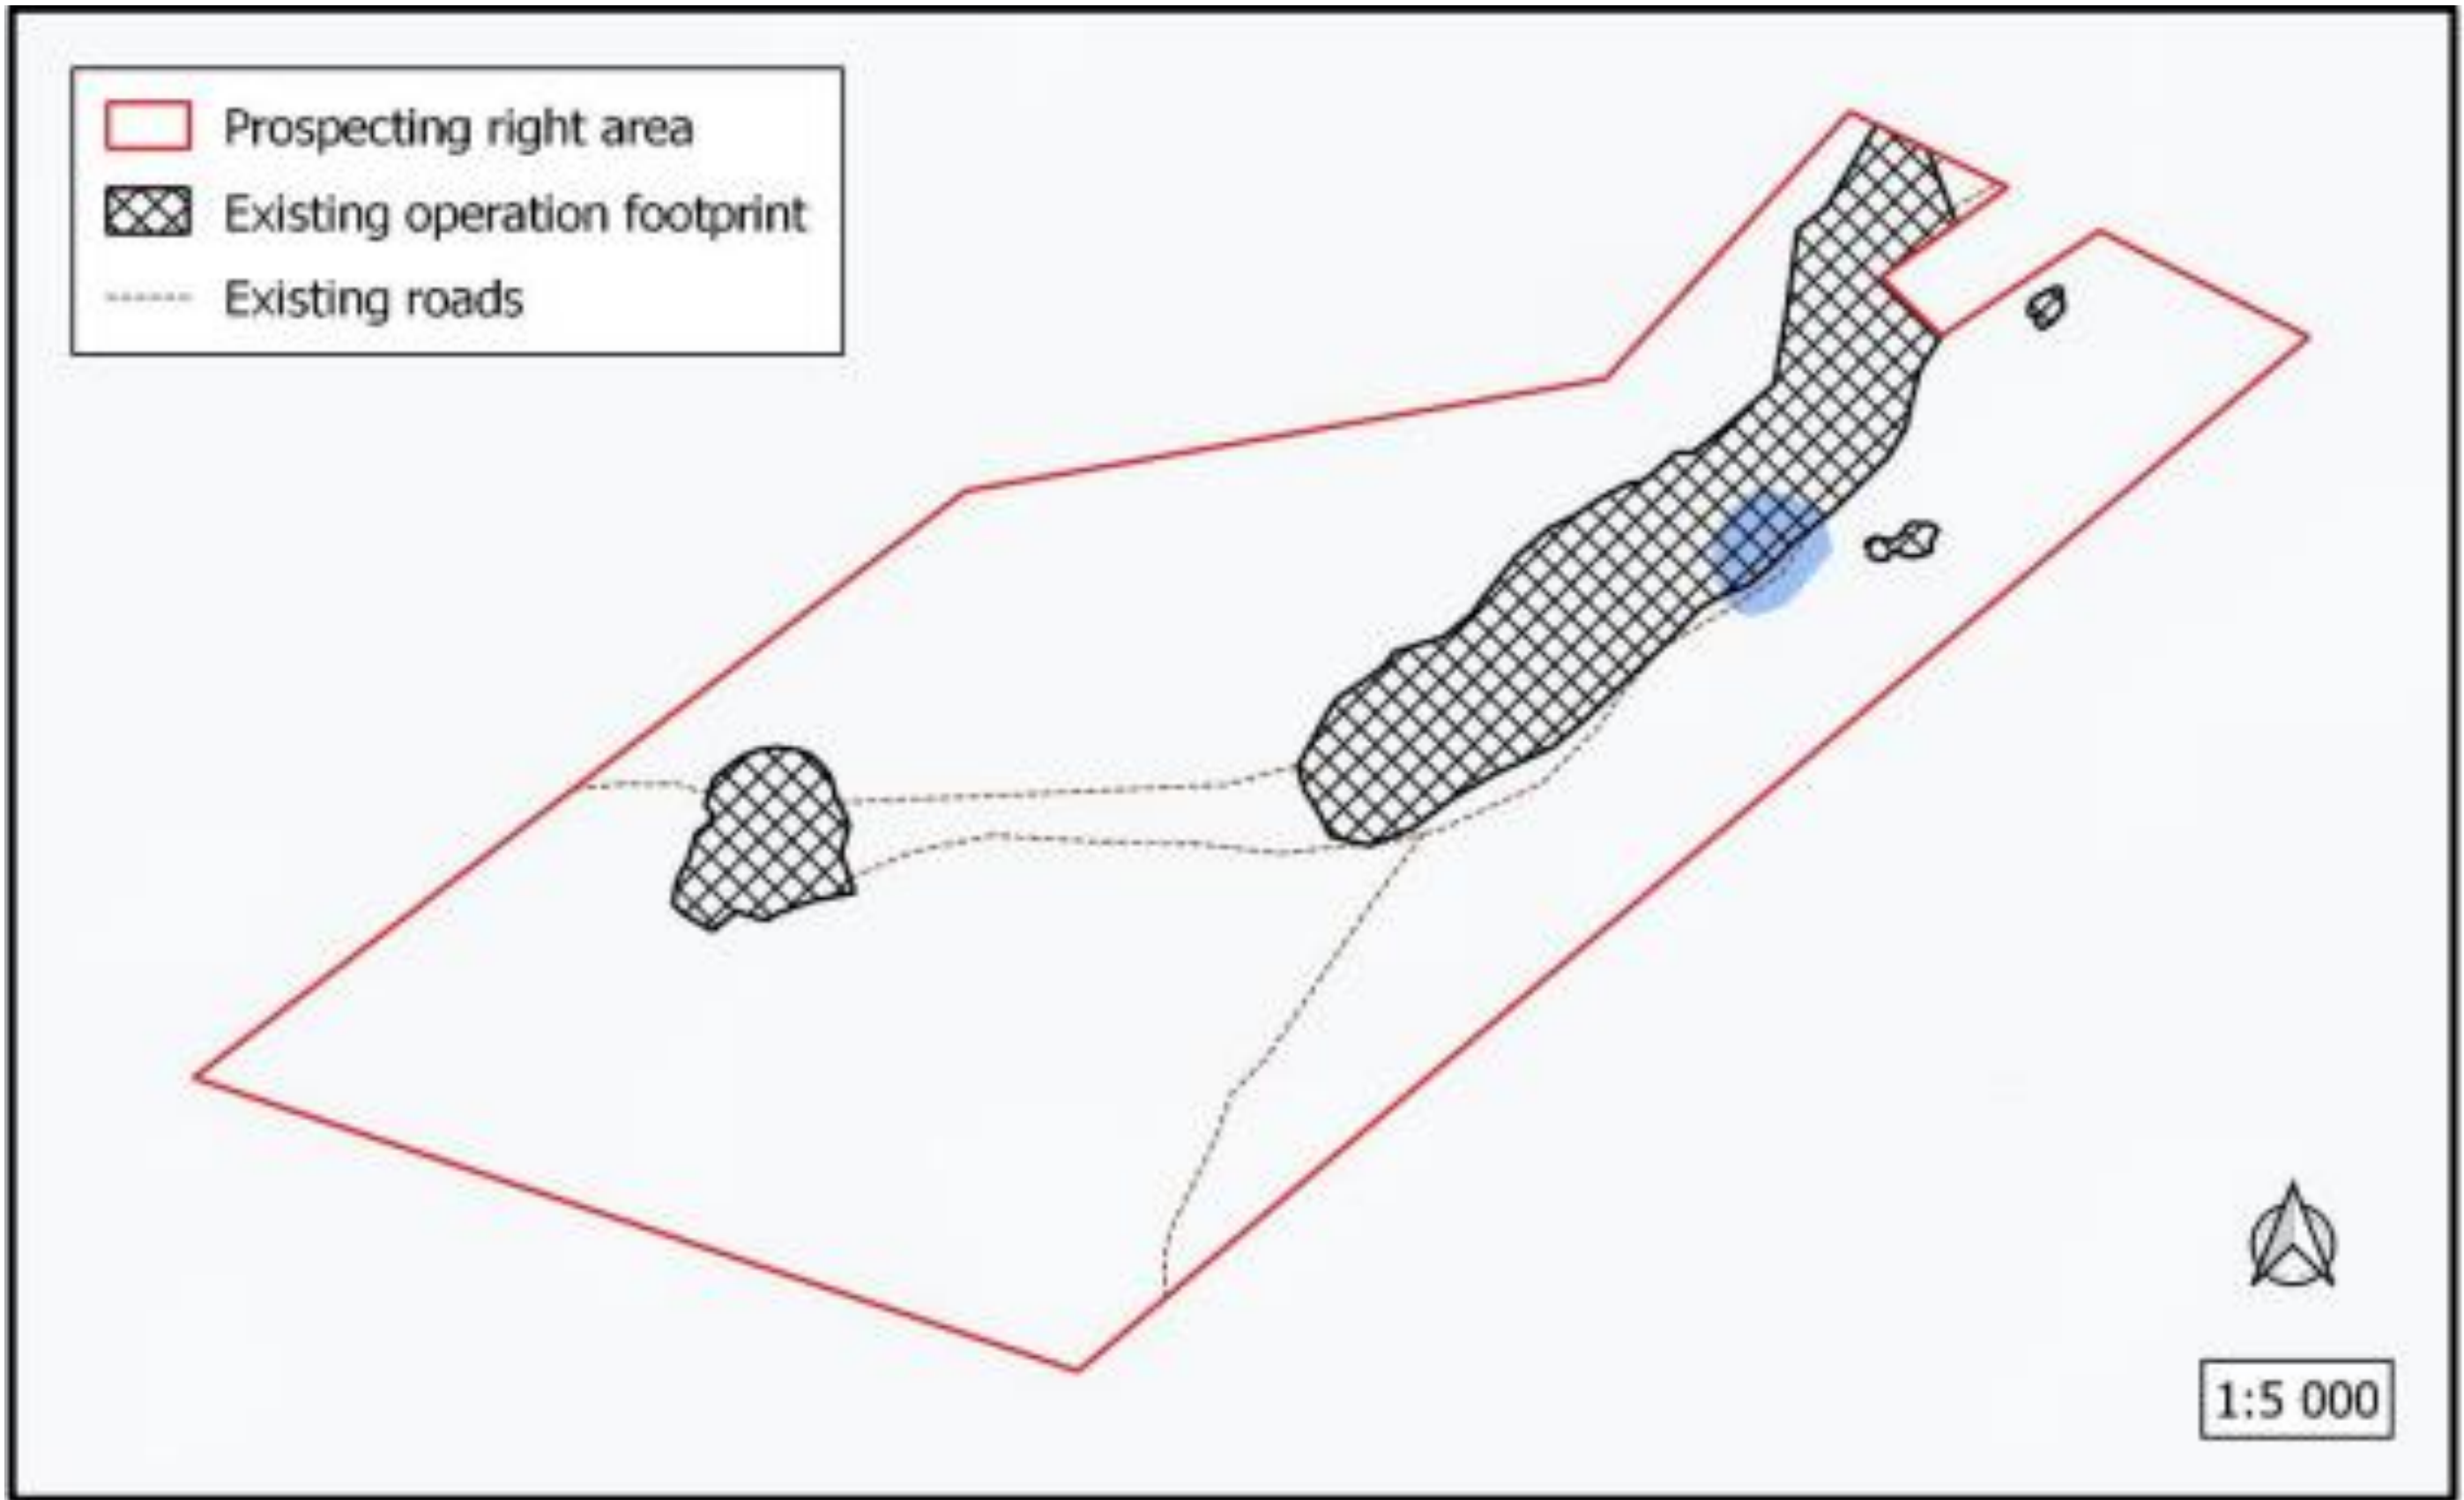 Prospecting right area
Existing operation footprint
Existing roads
1:5 000